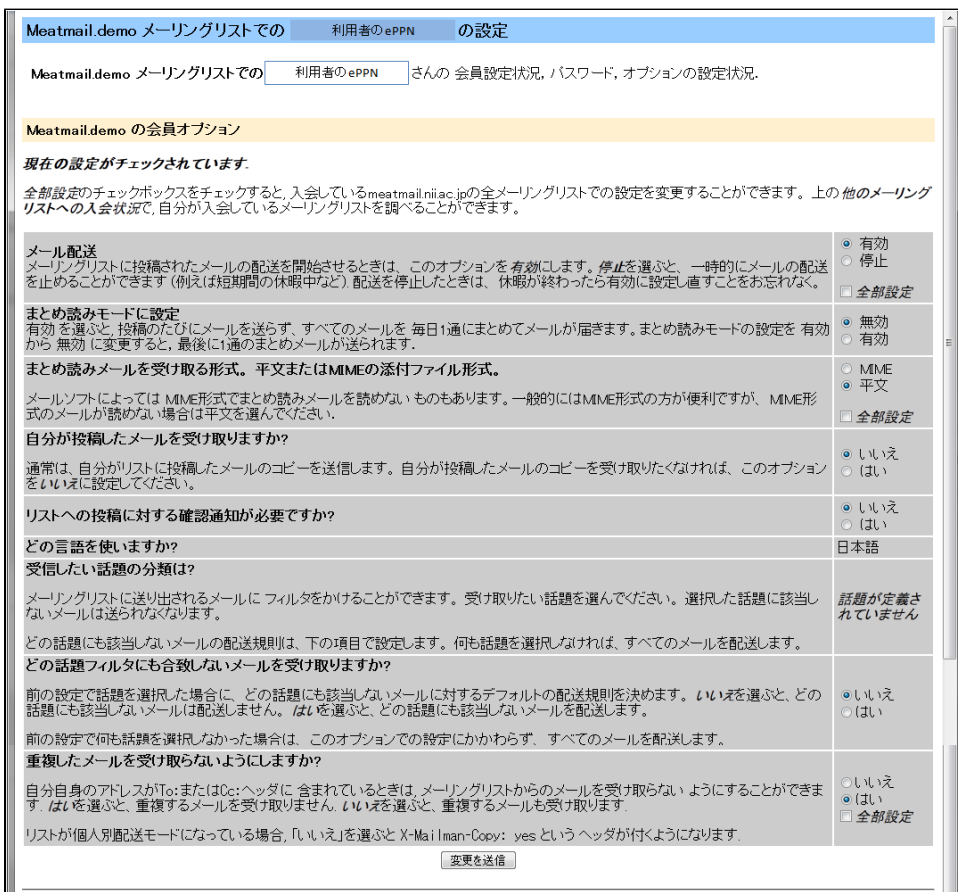 Meatmail.demo メーリングリストでの 利用者のePPN の設定
Meatmail.demo メーリングリストでの 利用者のePPN さんの 会員設定状況, パスワード, オプションの設定状況.
Meatmail.demo の会員オプション
現在の設定がチェックされています.
全部設定のチェックボックスをチェックすると, 入会しているmeatmail.nii.ac.jpの全メーリングリストでの設定を変更することができます。 上の他のメーリング
リストへの入会状況で, 自分が入会しているメーリングリストを調べることができます。
メール配送
メーリングリストに投稿されたメールの配送を開始させるときは、このオプションを有効にします。停止を選ぶと、一時的にメールの配送
を止めることができます (例えば短期間の休暇中など). 配送を停止したときは、休暇が終わったら有効に設定し直すことをお忘れなく。
有効
停止
全部設定
まとめ読みモードに設定
有効 を選ぶと, 投稿のたびにメールを送らず、すべてのメールを 毎日1通にまとめてメールが届きます。まとめ読みモードの設定を 有効
から 無効 に変更すると, 最後に1通のまとめメールが送られます.
無効
有効
まとめ読みメールを受け取る形式。平文またはMIMEの添付ファイル形式。
メールソフトによっては MIME形式でまとめ読みメールを読めない ものもあります。一般的にはMIME形式の方が便利ですが、 MIME形
式のメールが読めない場合は平文を選んでください.
MIME
平文
全部設定
自分が投稿したメールを受け取りますか?
通常は、自分がリストに投稿したメールのコピーを送信します。自分が投稿したメールのコピーを受け取りたくなければ、このオプション
をいいえに設定してください。
いいえ
はい
リストへの投稿に対する確認通知が必要ですか?
いいえ
はい
どの言語を使いますか?
日本語
受信したい話題の分類は?
メーリングリストに送り出されるメールに フィルタをかけることができます。受け取りたい話題を選んでください。選択した話題に該当し
ないメールは送られなくなります。
どの話題にも該当しないメールの配送規則は、下の項目で設定します。何も話題を選択しなければ、すべてのメールを配送します。
話題が定義さ
れていません
どの話題フィルタにも合致しないメールを受け取りますか?
前の設定で話題を選択した場合に、どの話題にも該当しないメールに対するデフォルトの配送規則を決めます。いいえを選ぶと、どの
話題にも該当しないメールは配送しません。はいを選ぶと、どの話題にも該当しないメールを配送します。
前の設定で何も話題を選択しなかった場合は、このオプションでの設定にかかわらず、すべてのメールを配送します。
いいえ
はい
重複したメールを受け取らないようにしますか?
自分自身のアドレスがTo:またはCc:ヘッダに 含まれているときは, メーリングリストからのメールを受け取らない ようにすることができま
す. はいを選ぶと、重複するメールを受け取りません. いいえを選ぶと、重複するメールも受け取ります.
リストが個人別配送モードになっている場合, 「いいえ」を選ぶと X-Mailman-Copy: yes という ヘッダが付くようになります.
いいえ
はい
全部設定
変更を送信